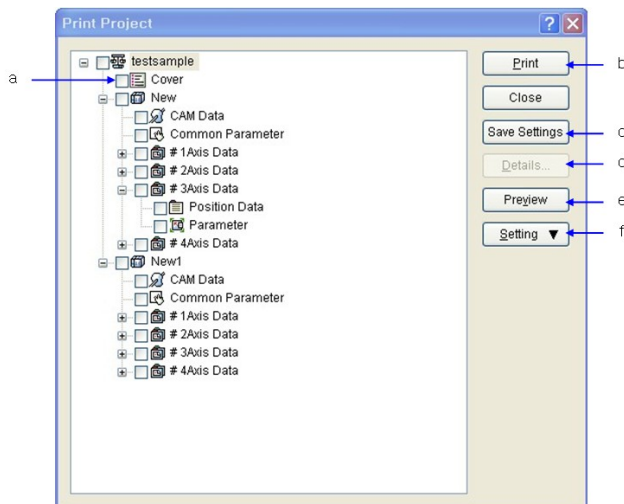 Print Project
testsample
a
Cover
New
CAM Data
Common Parameter
# 1Axis Data
# 2Axis Data
# 3Axis Data
Position Data
Parameter
# 4Axis Data
New1
CAM Data
Common Parameter
# 1Axis Data
# 2Axis Data
# 3Axis Data
# 4Axis Data
Print
Close
Save Settings
Details...
Preview
e
Setting
f